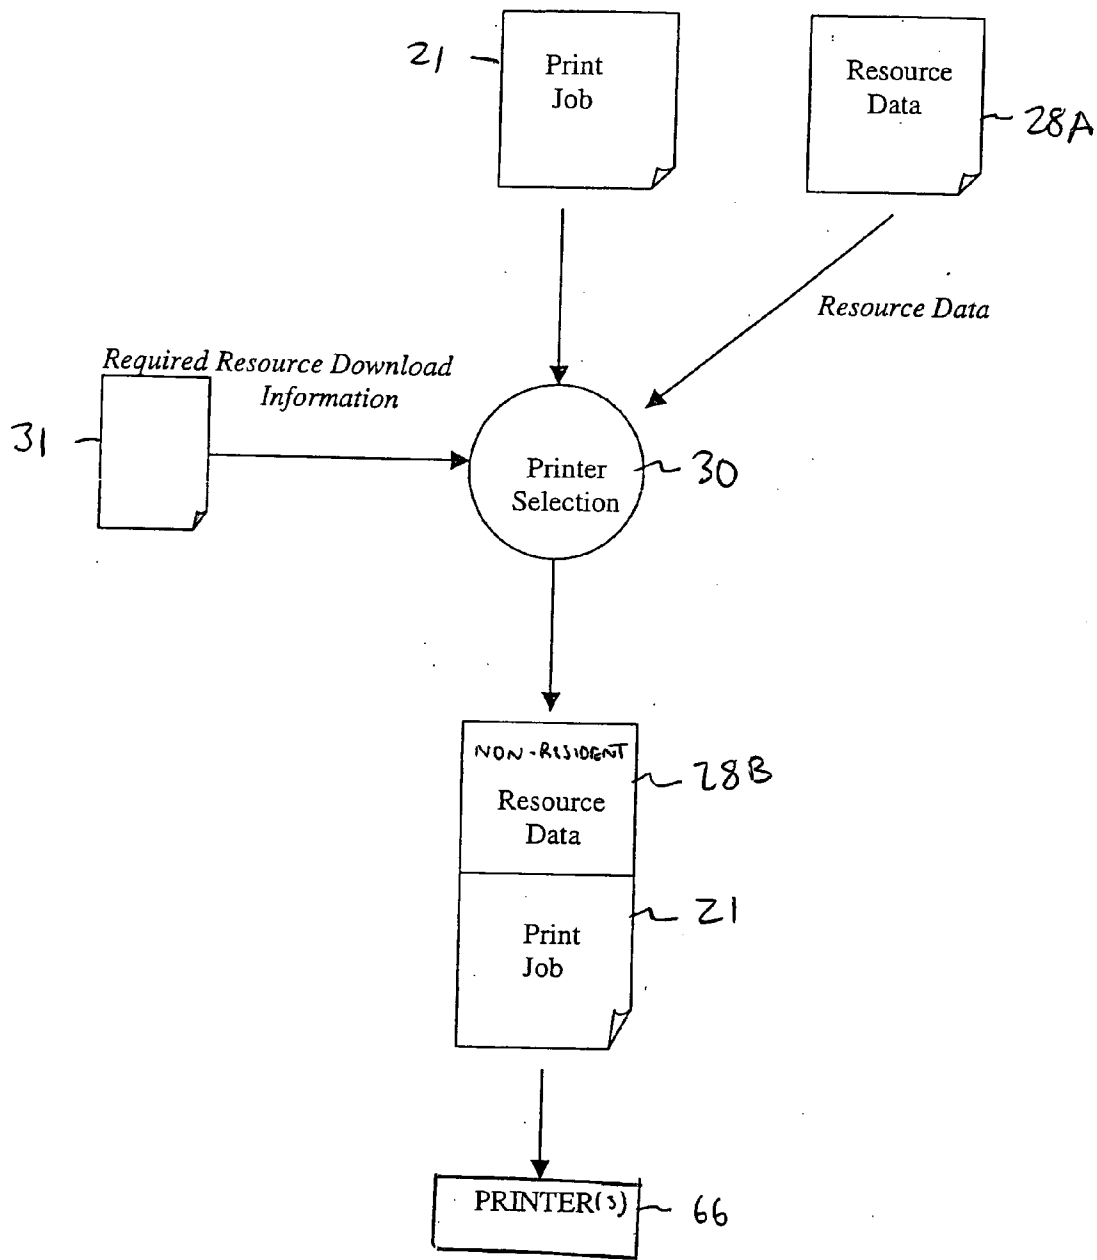 21
Print
Job
Resource
Data
28A
Resource Data
Required Resource Download
Information
31
Printer
Selection
30
NON-RESIDENT
Resource
Data
28B
Print
Job
21
PRINTER(S)
66